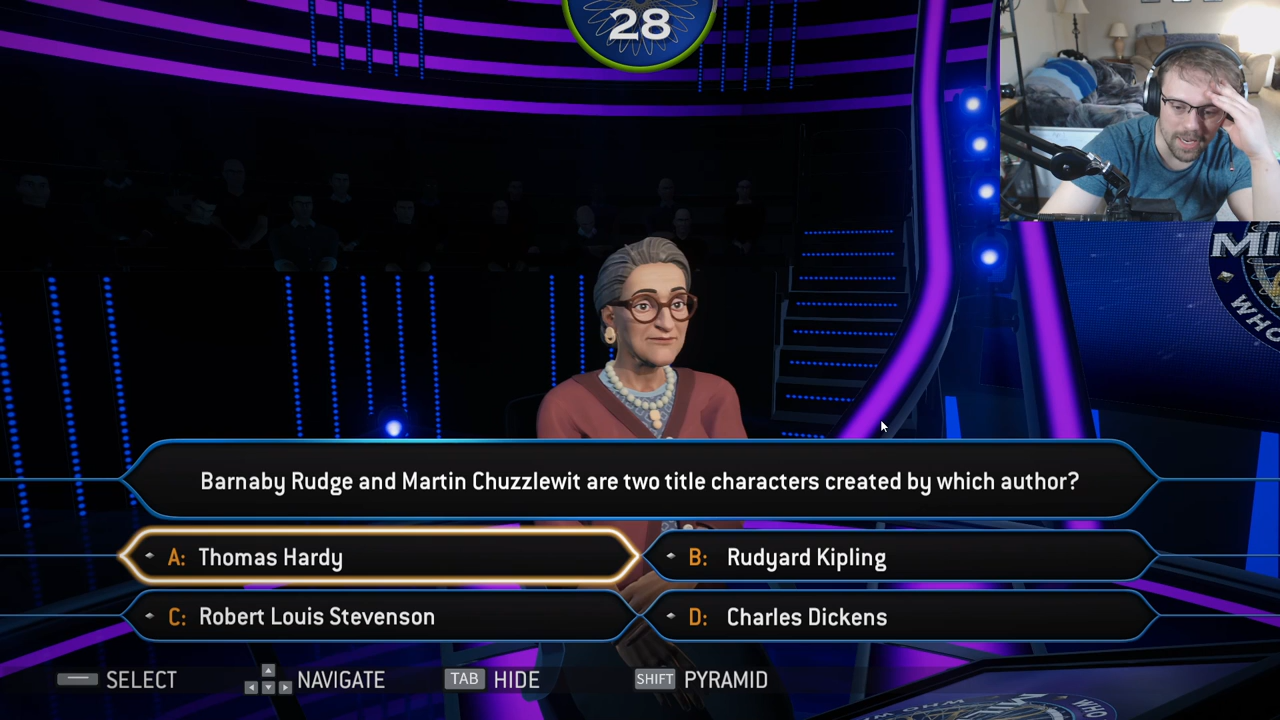 28
Barnaby Rudge and Martin Chuzzlewit are two title characters created by which author?
A: Thomas Hardy
B: Rudyard Kipling
C: Robert Louis Stevenson
D: Charles Dickens
SELECT
NAVIGATE
TAB HIDE
SHIFT PYRAMID